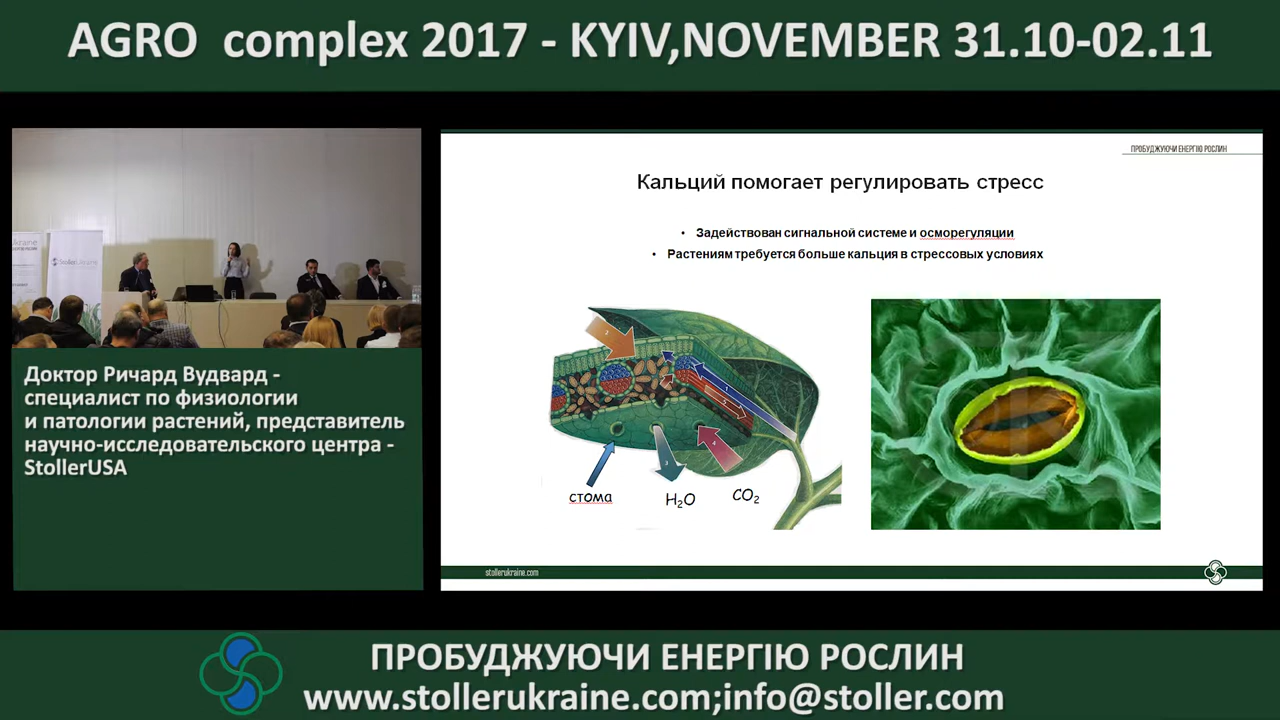 AGRO complex 2017 - KYIV,NOVEMBER 31.10-02.11
StollerUkraine
Доктор Ричард Вудвард -
специалист по физиологии
и патологии растений, представитель
научно-исследовательского центра -
StollerUSA
ПРОБУДЖУЮЧИ ЕНЕРГІЮ РОСЛИН
Кальций помогает регулировать стресс
• Задействован сигнальной системе и осморегуляции
• Растениям требуется больше кальция в стрессовых условиях
стома
H₂O
CO₂
stollerukraine.com
ПРОБУДЖУЮЧИ ЕНЕРГІЮ РОСЛИН
www.stollerukraine.com;info@stoller.com